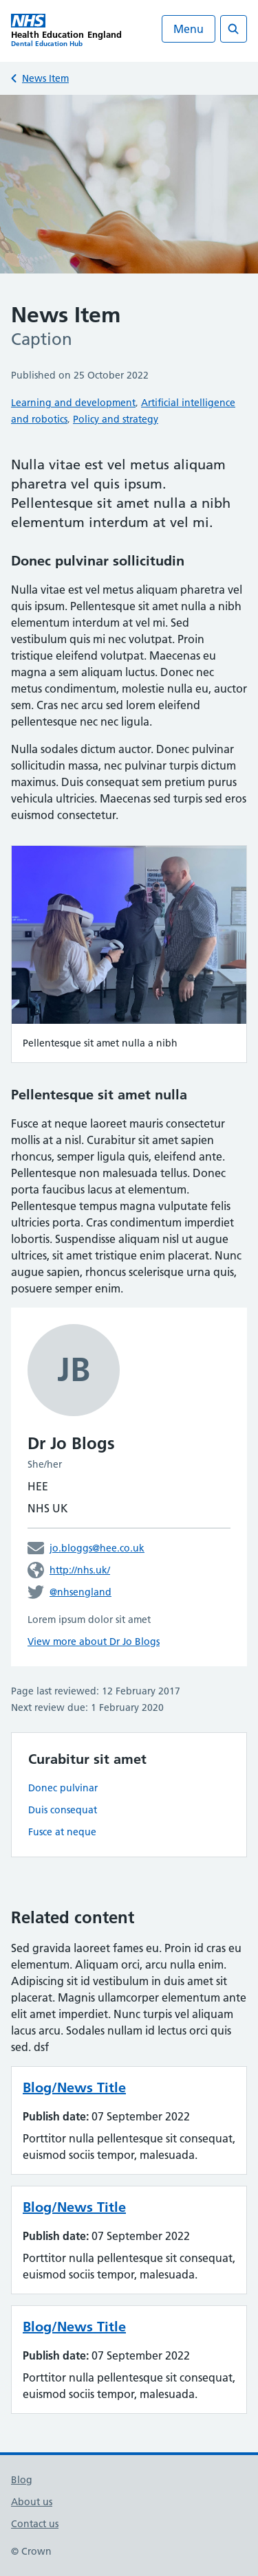 NHS
Health Education England
Dental Education Hub
Menu
News Item
News Item
Caption
Published on 25 October 2022
Learning and development, Artificial intelligence
and robotics, Policy and strategy
Nulla vitae est vel metus aliquam
pharetra vel quis ipsum.
Pellentesque sit amet nulla a nibh
elementum interdum at vel mi.
Donec pulvinar sollicitudin
Nulla vitae est vel metus aliquam pharetra vel
quis ipsum. Pellentesque sit amet nulla a nibh
elementum interdum at vel mi. Sed
vestibulum quis mi nec volutpat. Proin
tristique eleifend volutpat. Maecenas eu
magna a sem aliquam luctus. Donec nec
metus condimentum, molestie nulla eu, auctor
sem. Cras nec arcu sed lorem eleifend
pellentesque nec nec ligula.
Nulla sodales dictum auctor. Donec pulvinar
sollicitudin massa, nec pulvinar turpis dictum
maximus. Duis consequat sem pretium purus
vehicula ultricies. Maecenas sed turpis sed eros
euismod consectetur.
Pellentesque sit amet nulla a nibh
Pellentesque sit amet nulla
Fusce at neque laoreet mauris consectetur
mollis at a nisl. Curabitur sit amet sapien
rhoncus, semper ligula quis, eleifend ante.
Pellentesque non malesuada tellus. Donec
porta faucibus lacus at elementum.
Pellentesque tempus magna vulputate felis
ultricies porta. Cras condimentum imperdiet
lobortis. Suspendisse aliquam nisl ut augue
ultrices, sit amet tristique enim placerat. Nunc
augue sapien, rhoncus scelerisque urna quis,
posuere semper enim.
JB
Dr Jo Blogs
She/her
HEE
NHS UK
jo.bloggs@hee.co.uk
http://nhs.uk/
@nhsengland
Lorem ipsum dolor sit amet
View more about Dr Jo Blogs
Page last reviewed: 12 February 2017
Next review due: 1 February 2020
Curabitur sit amet
Donec pulvinar
Duis consequat
Fusce at neque
Related content
Sed gravida laoreet fames eu. Proin id cras eu
elementum. Aliquam orci, arcu nulla enim.
Adipiscing sit id vestibulum in duis amet sit
placerat. Magnis ullamcorper elementum ante
elit amet imperdiet. Nunc turpis vel aliquam
lacus arcu. Sodales nullam id lectus orci quis
sed. dsf
Blog/News Title
Publish date: 07 September 2022
Porttitor nulla pellentesque sit consequat,
euismod sociis tempor, malesuada.
Blog/News Title
Publish date: 07 September 2022
Porttitor nulla pellentesque sit consequat,
euismod sociis tempor, malesuada.
Blog/News Title
Publish date: 07 September 2022
Porttitor nulla pellentesque sit consequat,
euismod sociis tempor, malesuada.
Blog
About us
Contact us
© Crown